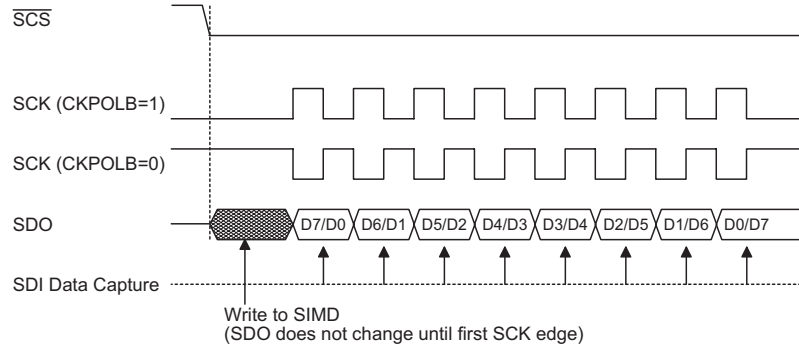 SCS
SCK (CKPOLB=1)
SCK (CKPOLB=0)
SDO
D7/D0 D6/D1 D5/D2 D4/D3 D3/D4 D2/D5 D1/D6 D0/D7
SDI Data Capture
Write to SIMD
(SDO does not change until first SCK edge)